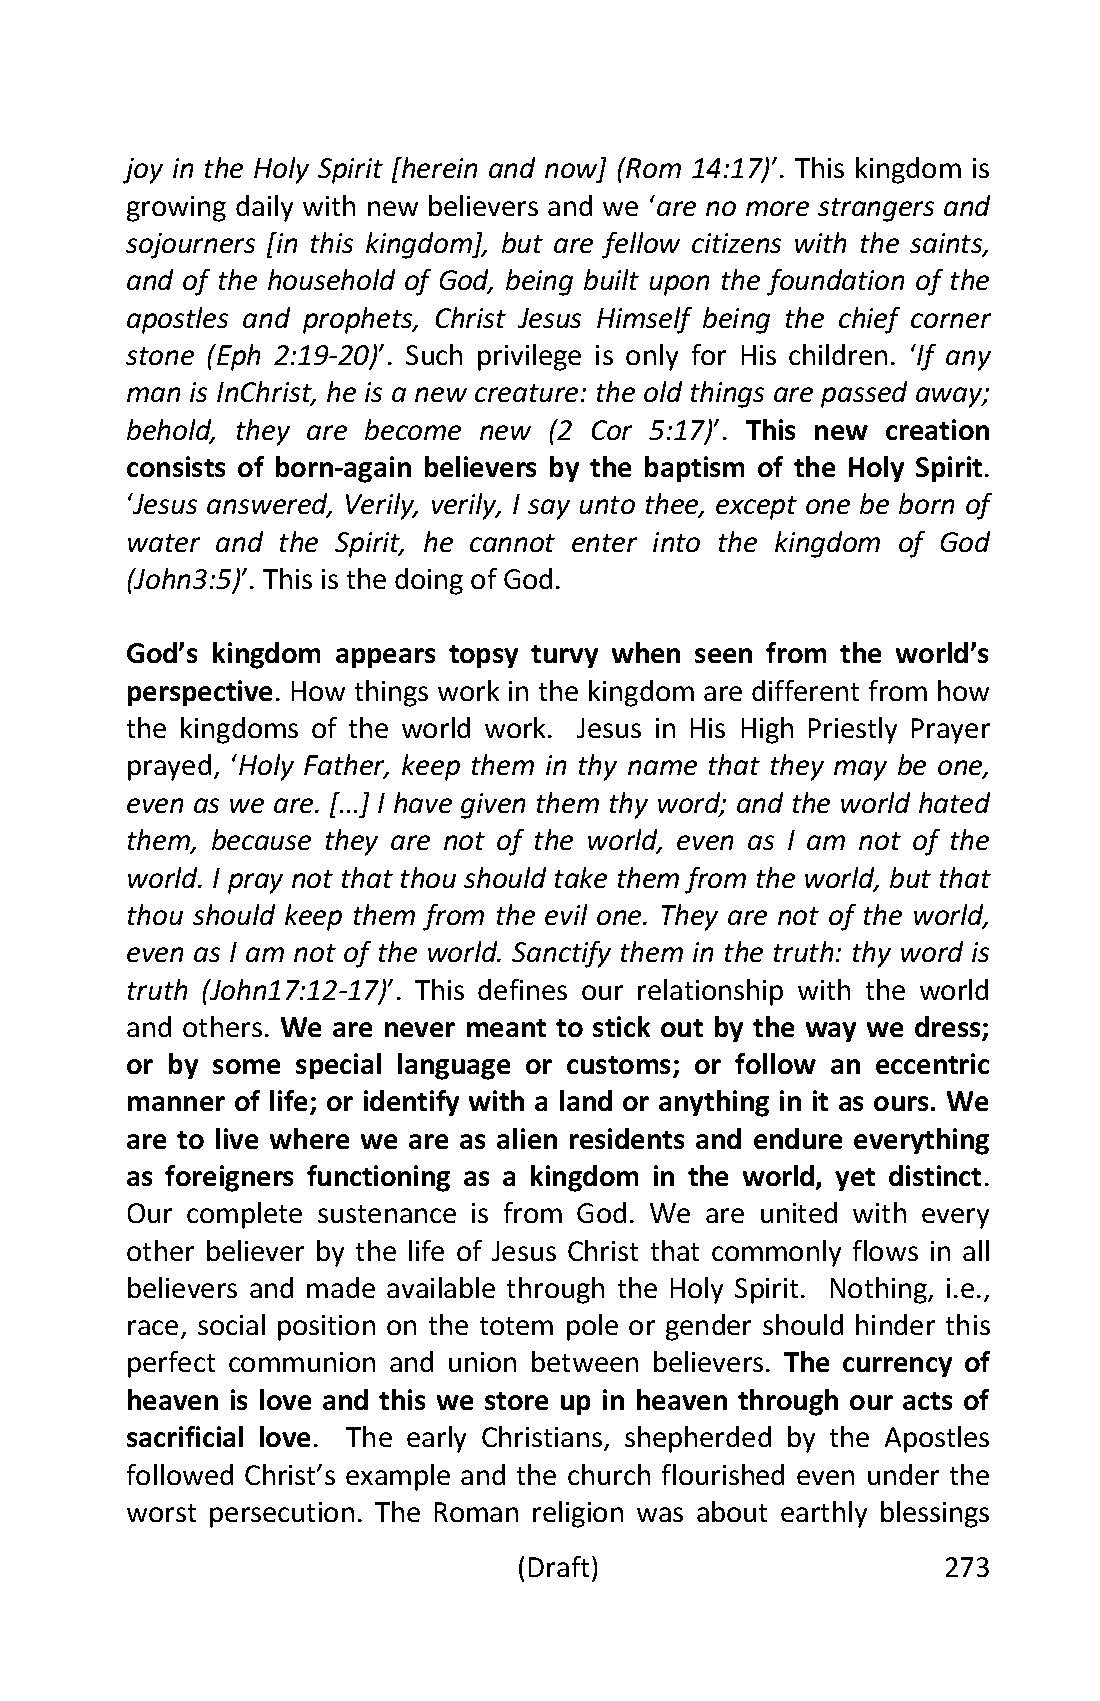 joy in the Holy Spirit [herein and now] (Rom 14:17)’. This kingdom is
growing daily with new believers and we ‘are no more strangers and
sojourners [in this kingdom], but are fellow citizens with the saints,
and of the household of God, being built upon the foundation of the
apostles and prophets, Christ Jesus Himself being the chief corner
stone (Eph 2:19-20)’. Such privilege is only for His children. ‘If any
man is InChrist, he is a new creature: the old things are passed away;
behold, they are become new (2 Cor 5:17)’. This new creation
consists of born-again believers by the baptism of the Holy Spirit.
‘Jesus answered, Verily, verily, I say unto thee, except one be born of
water and the Spirit, he cannot enter into the kingdom of God
(John3:5)’. This is the doing of God.
God’s kingdom appears topsy turvy when seen from the world’s
perspective. How things work in the kingdom are different from how
the kingdoms of the world work. Jesus in His High Priestly Prayer
prayed, ‘Holy Father, keep them in thy name that they may be one,
even as we are. [...] I have given them thy word; and the world hated
them, because they are not of the world, even as I am not of the
world. I pray not that thou should take them from the world, but that
thou should keep them from the evil one. They are not of the world,
even as I am not of the world. Sanctify them in the truth: thy word is
truth (John17:12-17)’. This defines our relationship with the world
and others. We are never meant to stick out by the way we dress;
or by some special language or customs; or follow an eccentric
manner of life; or identify with a land or anything in it as ours. We
are to live where we are as alien residents and endure everything
as foreigners functioning as a kingdom in the world, yet distinct.
Our complete sustenance is from God. We are united with every
other believer by the life of Jesus Christ that commonly flows in all
believers and made available through the Holy Spirit. Nothing, i.e.,
race, social position on the totem pole or gender should hinder this
perfect communion and union between believers. The currency of
heaven is love and this we store up in heaven through our acts of
sacrificial love. The early Christians, shepherded by the Apostles
followed Christ’s example and the church flourished even under the
worst persecution. The Roman religion was about earthly blessings
(Draft) 273